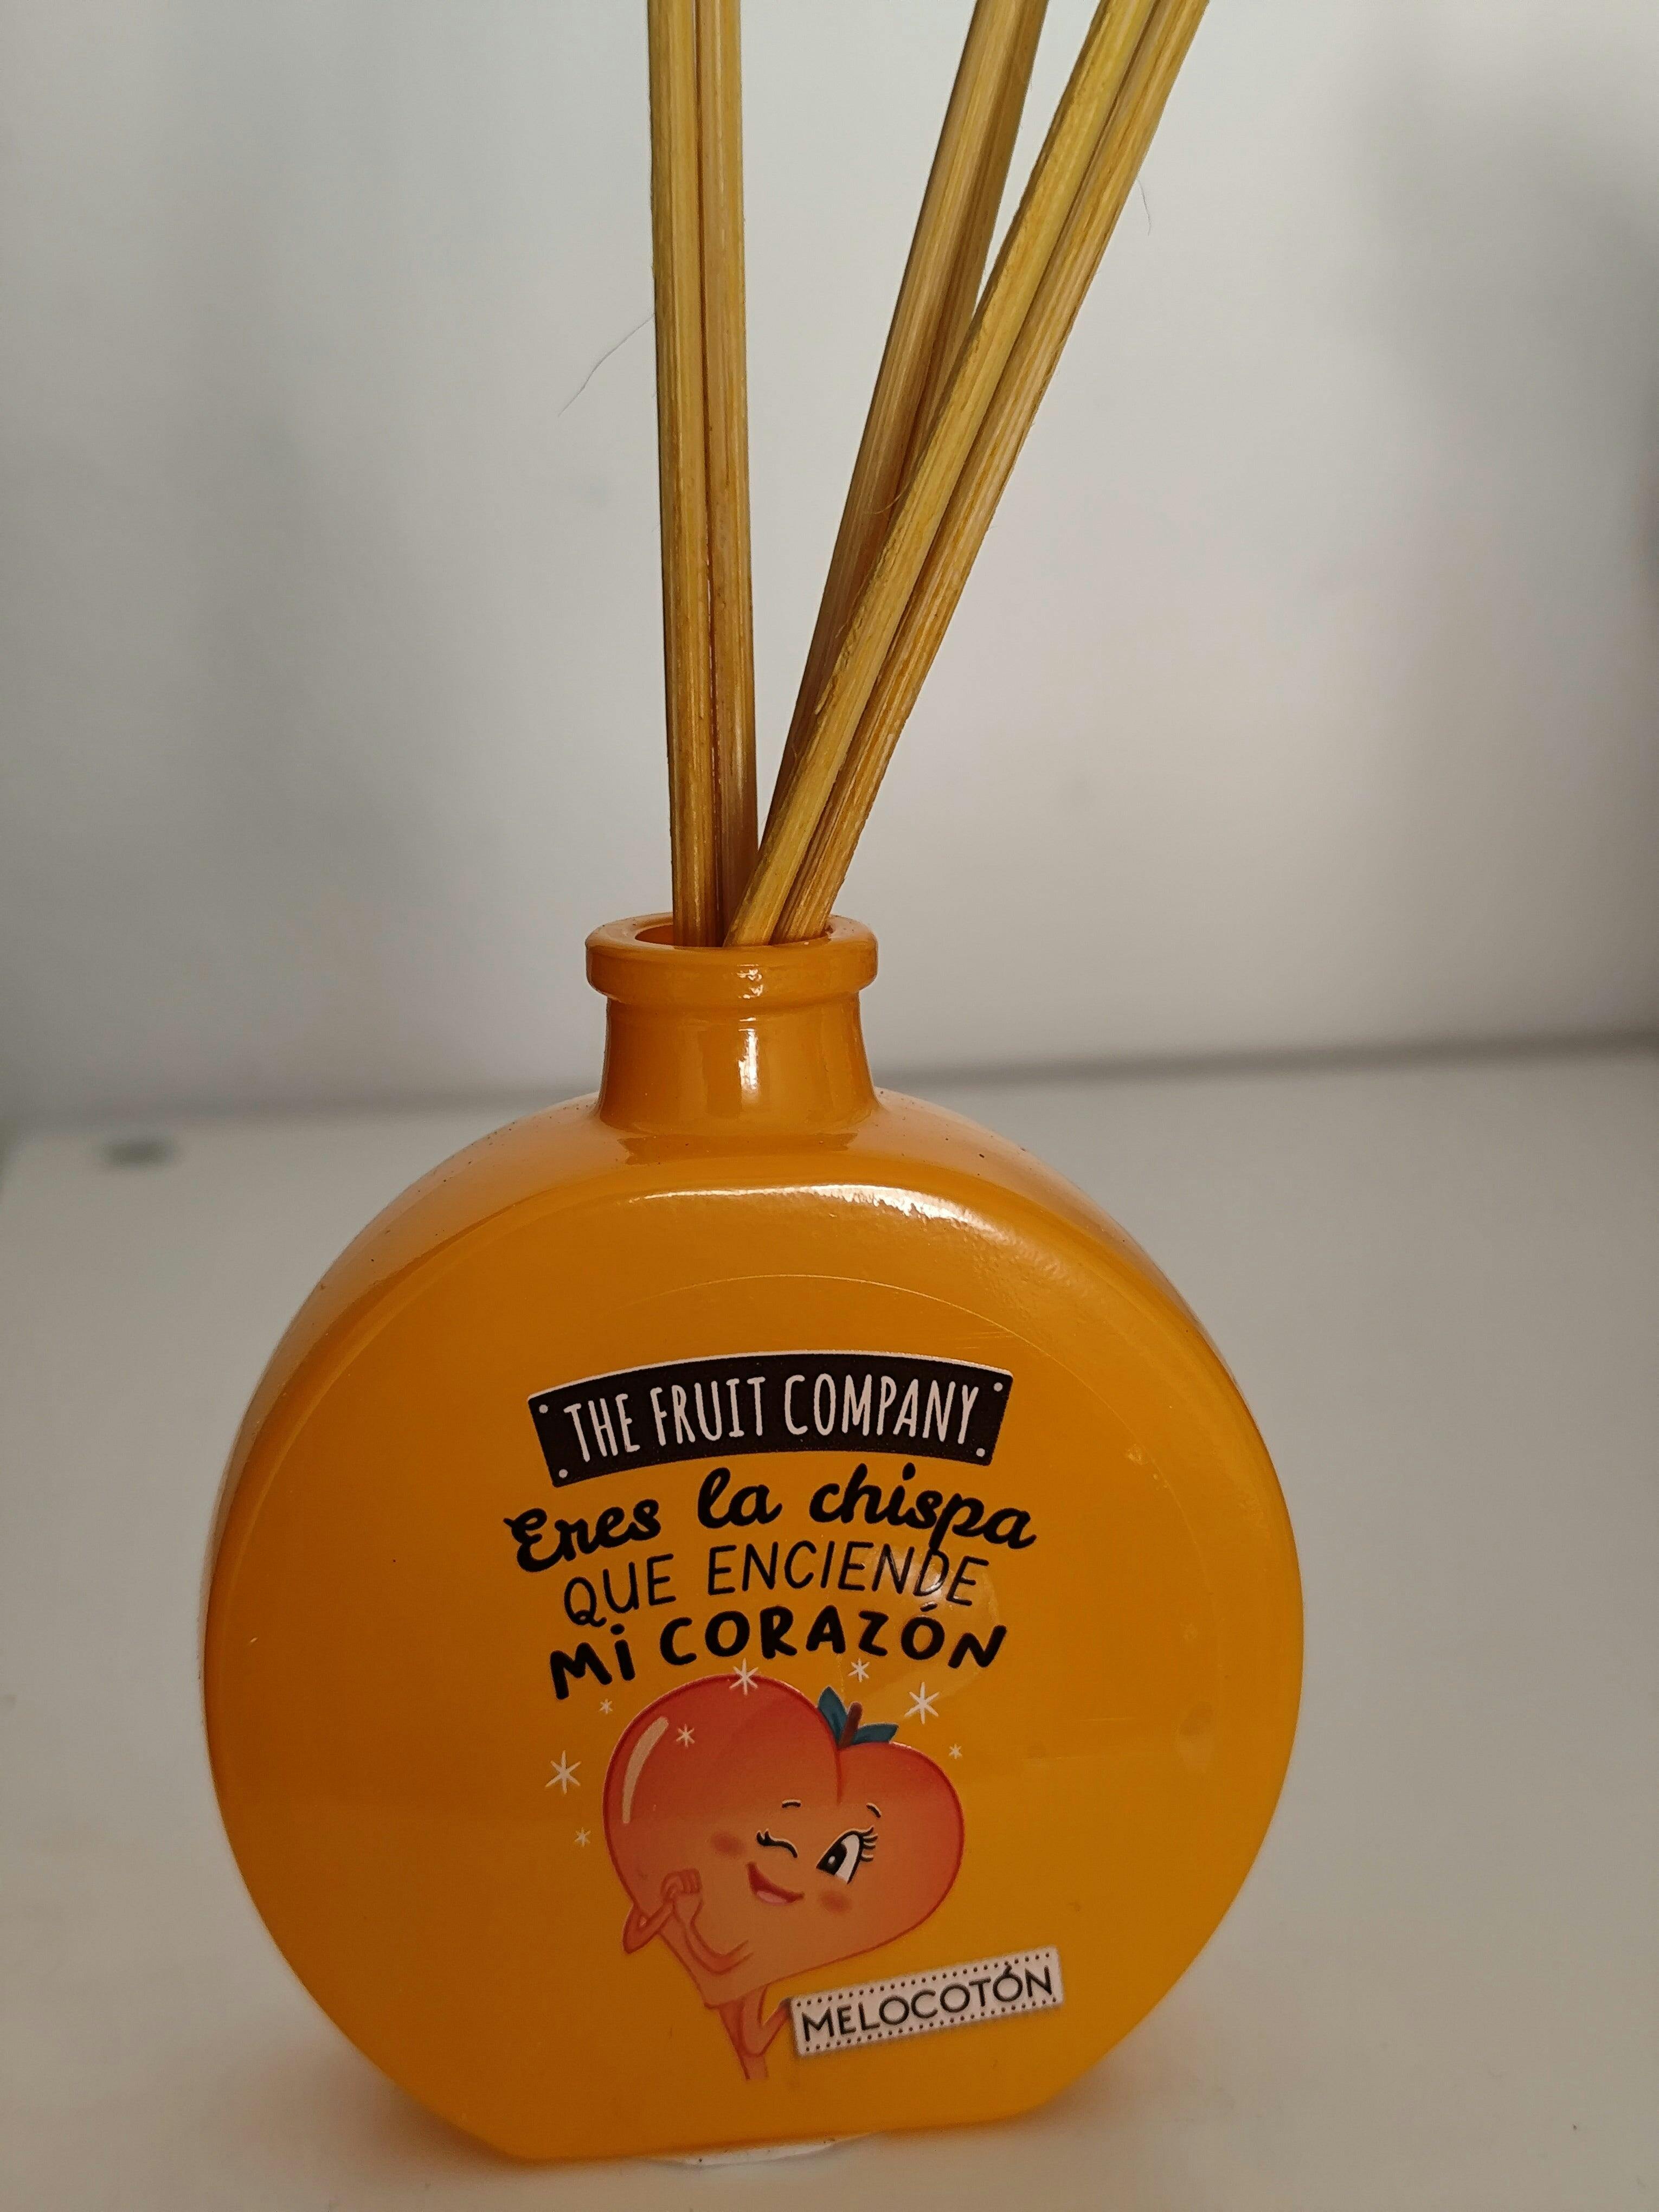 THE FRUIT COMPANY
Eres la chispa
QUE ENCIENDE
Mi CORAZÓN
MELOCOTÓN